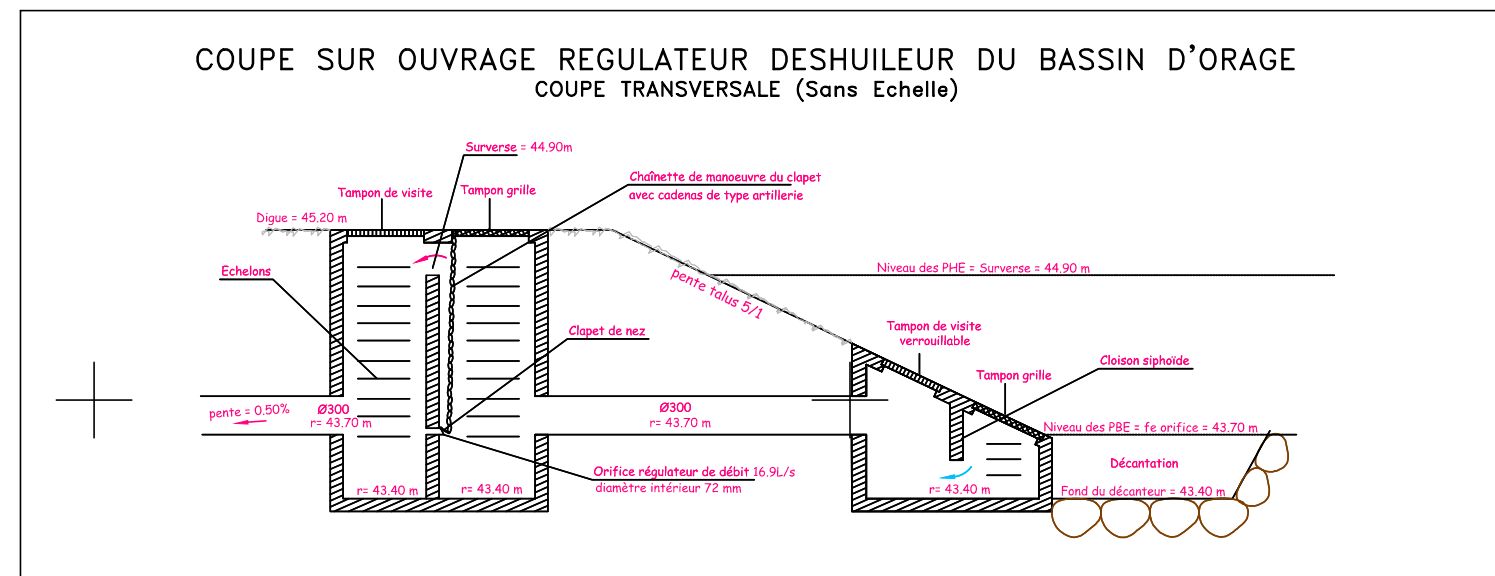 COUPE SUR OUVRAGE REGULATEUR DESHUILEUR DU BASSIN D'ORAGE
COUPE TRANSVERSALE (Sans Echelle)
Surverse = 44.90m
Tampon de visite
Tampon grille
Chaînette de manoeuvre du clapet
avec cadenas de type artillerie
Digue = 45.20 m
Echelons
pente talus 5/1
Niveau des PHE = Surverse = 44.90 m
Clapet de nez
Tampon de visite
verrouillable
Cloison siphoïde
Tampon grille
pente = 0.50%
Ø300
r= 43.70 m
Ø300
r= 43.70 m
Niveau des PBE = fe orifice = 43.70 m
Orifice régulateur de débit 16.9L/s
diamètre intérieur 72 mm
Décantation
r= 43.40 m
r= 43.40 m
r= 43.40 m
Fond du décanteur = 43.40 m